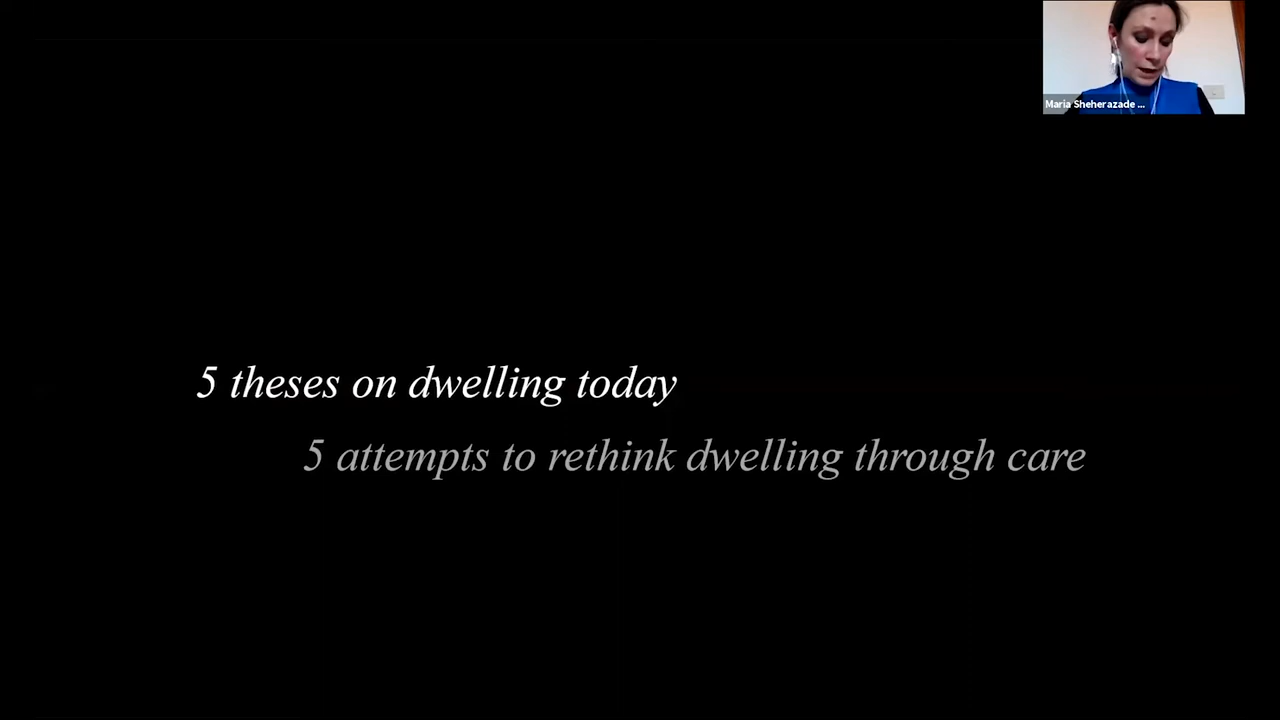 Maria Sheherazade ...
5 theses on dwelling today
5 attempts to rethink dwelling through care